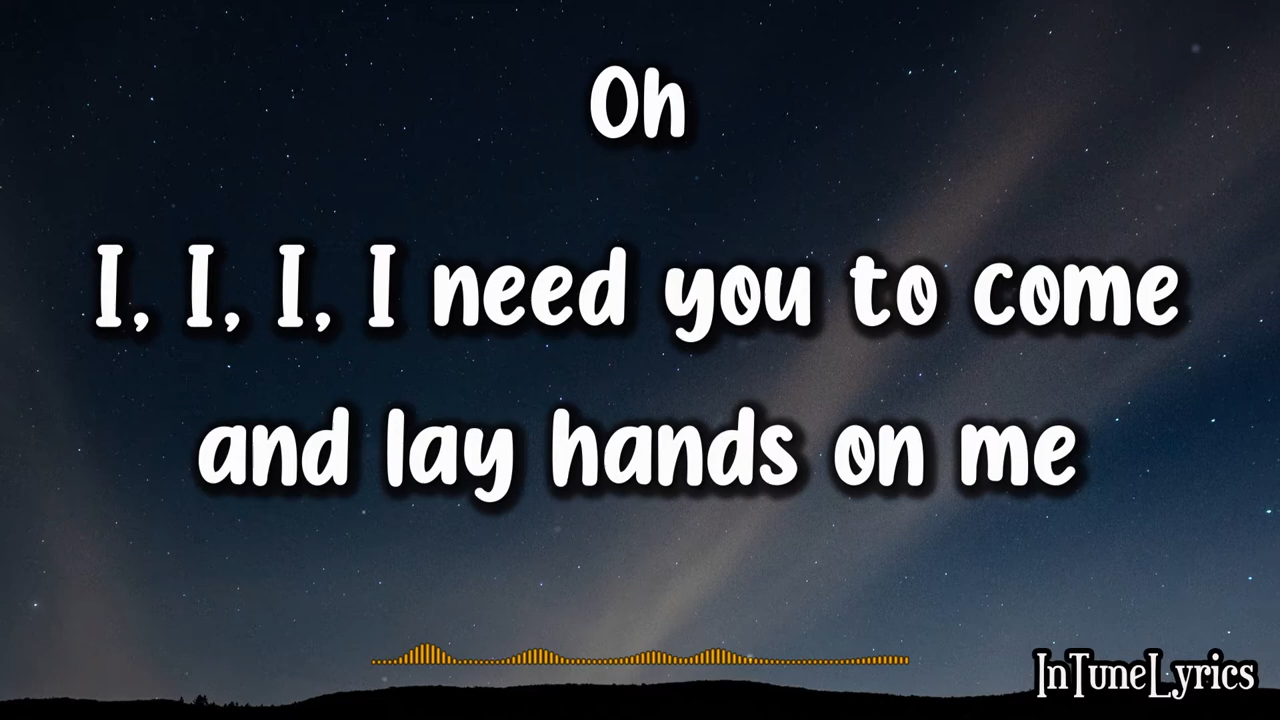 Oh
I, I, I, I need you to come
and lay hands on me
InTuneLyrics